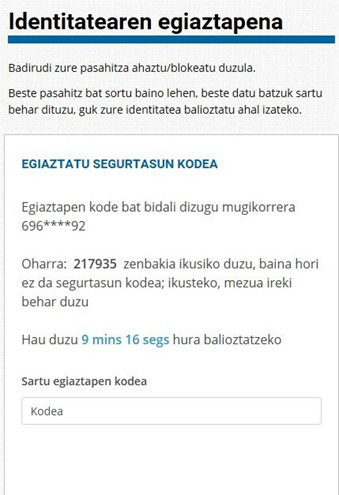 Identitatearen egiaztapena
Badirudi zure pasahitza ahaztu/blokeatu duzula.
Beste pasahitz bat sortu baino lehen, beste datu batzuk sartu
behar dituzu, guk zure identitatea balioztatu ahal izateko.
EGIAZTATU SEGURTASUN KODEA
Egiaztapen kode bat bidali dizugu mugikorrera
696****92
Oharra: 217935 zenbakia ikusiko duzu, baina hori
ez da segurtasun kodea; ikusteko, mezua ireki
behar duzu
Hau duzu 9 mins 16 segs hura balioztatzeko
Sartu egiaztapen kodea
Kodea